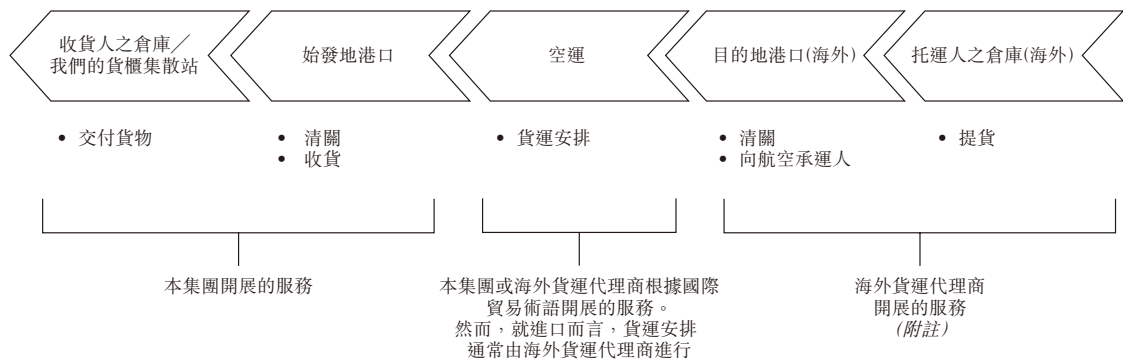 收貨人之倉庫／
我們的貨櫃集散站
始發地港口
空運
目的地港口(海外)
托運人之倉庫(海外)
• 交付貨物
• 清關
• 收貨
• 貨運安排
• 清關
• 向航空承運人
• 提貨
本集團開展的服務
本集團或海外貨運代理商根據國際
貿易術語開展的服務。
然而，就進口而言，貨運安排
通常由海外貨運代理商進行
海外貨運代理商
開展的服務
(附註)